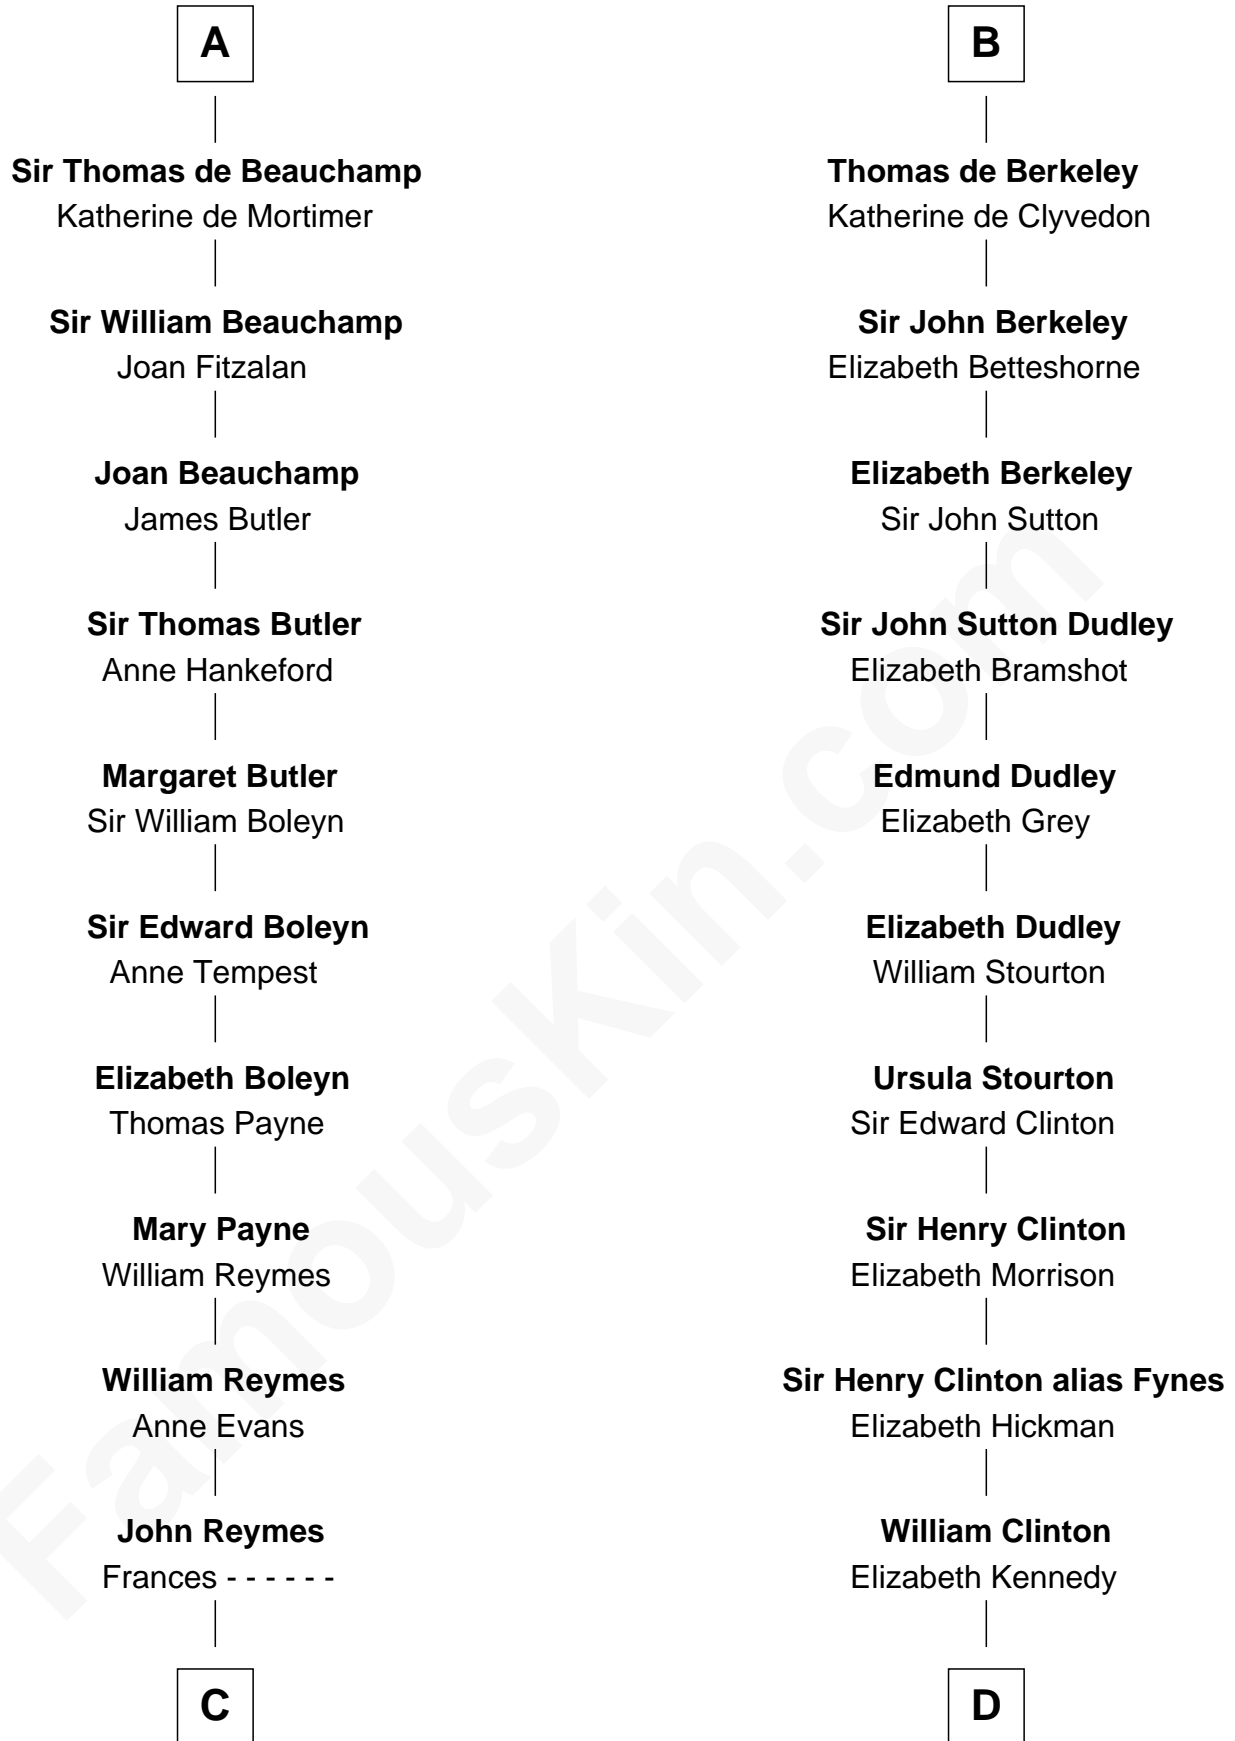 A
Sir Thomas de Beauchamp
Katherine de Mortimer
Sir William Beauchamp
Joan Fitzalan
Joan Beauchamp
James Butler
Sir Thomas Butler
Anne Hankeford
Margaret Butler
Sir William Boleyn
Sir Edward Boleyn
Anne Tempest
Elizabeth Boleyn
Thomas Payne
Mary Payne
William Reymes
William Reymes
Anne Evans
John Reymes
Frances - - - - - -
C
B
Thomas de Berkeley
Katherine de Clyvedon
Sir John Berkeley
Elizabeth Betteshorne
Elizabeth Berkeley
Sir John Sutton
Sir John Sutton Dudley
Elizabeth Bramshot
Edmund Dudley
Elizabeth Grey
Elizabeth Dudley
William Stourton
Ursula Stourton
Sir Edward Clinton
Sir Henry Clinton
Elizabeth Morrison
Sir Henry Clinton alias Fynes
Elizabeth Hickman
William Clinton
Elizabeth Kennedy
D
FamousKin.com